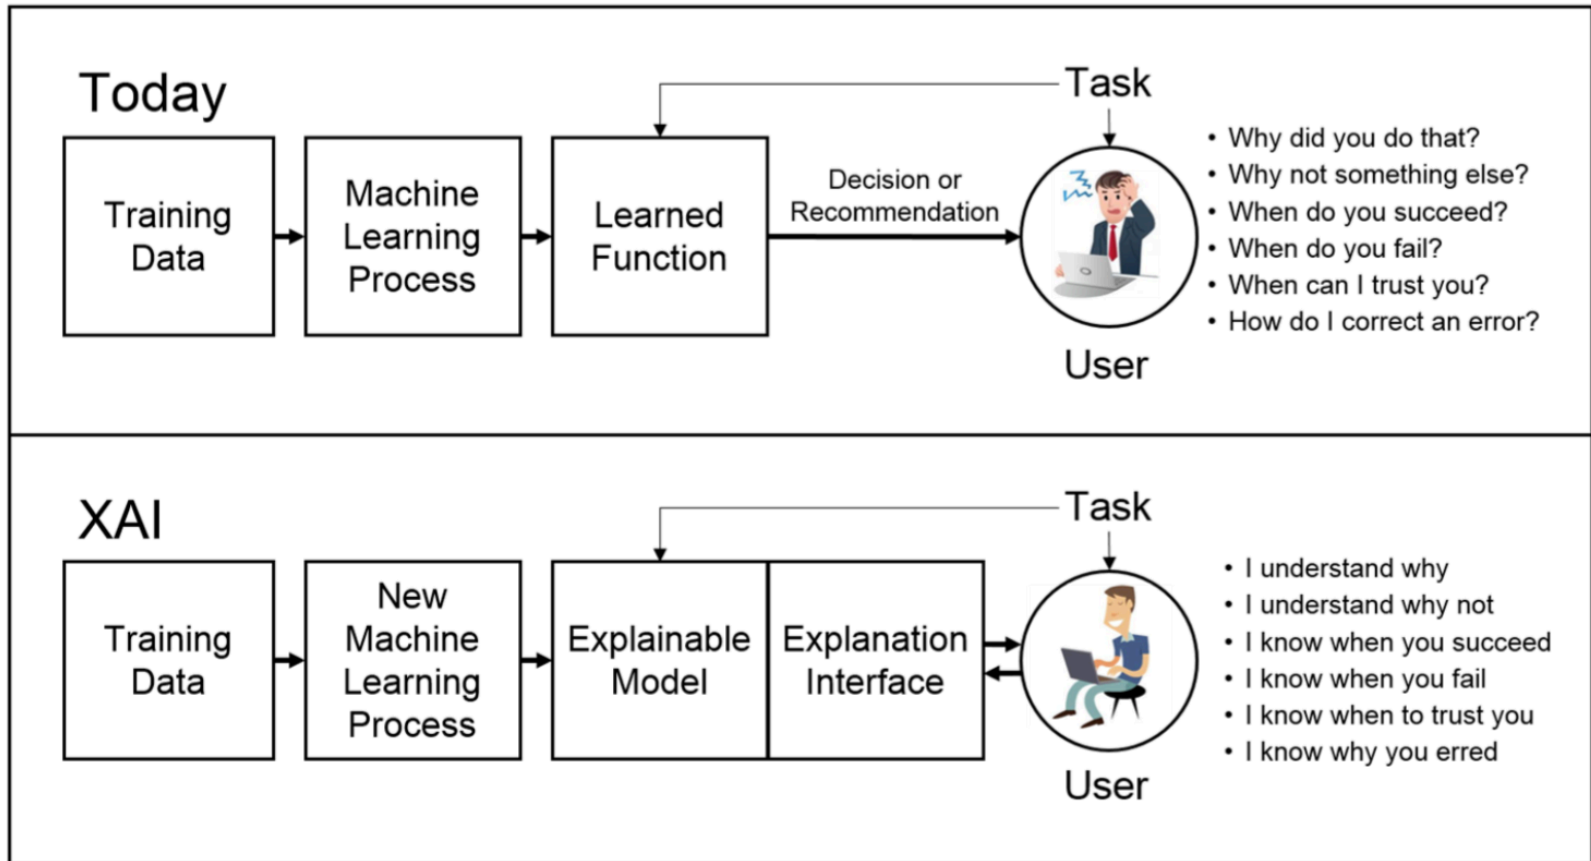 Today
Task
Training
Data
Machine
Learning
Process
Learned
Function
Decision or
Recommendation
User
• Why did you do that?
• Why not something else?
• When do you succeed?
• When do you fail?
• When can I trust you?
• How do I correct an error?
XAI
Task
Training
Data
New
Machine
Learning
Process
Explainable
Model
Explanation
Interface
User
• I understand why
• I understand why not
• I know when you succeed
• I know when you fail
• I know when to trust you
• I know why you erred